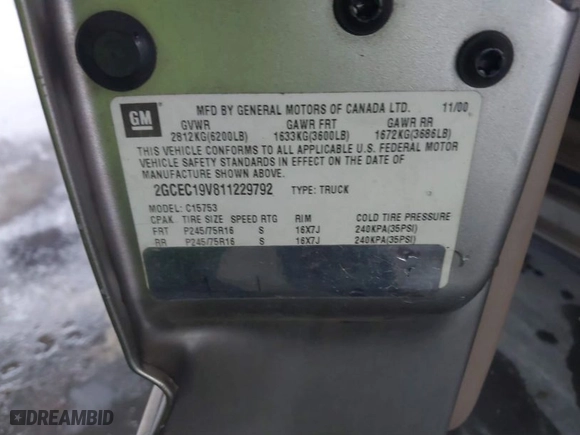 GM
MFD BY GENERAL MOTORS OF CANADA LTD. 11/00
GVWR GAWR FRT GAWR RR
2812KG(6200LB) 1633KG(3600LB) 1672KG(3686LB)
THIS VEHICLE CONFORMS TO ALL APPLICABLE U.S. FEDERAL MOTOR
VEHICLE SAFETY STANDARDS IN EFFECT ON THE DATE OF
MANUFACTURE SHOWN ABOVE.
2GCEC19V811229792 TYPE: TRUCK
MODEL: C15753
CPAK TIRE SIZE SPEED RTG RIM COLD TIRE PRESSURE
FRT P245/75R16 S 16X7J 240KPA(35PSI)
RR P245/75R16 S 16X7J 240KPA(35PSI)
DREAMBID